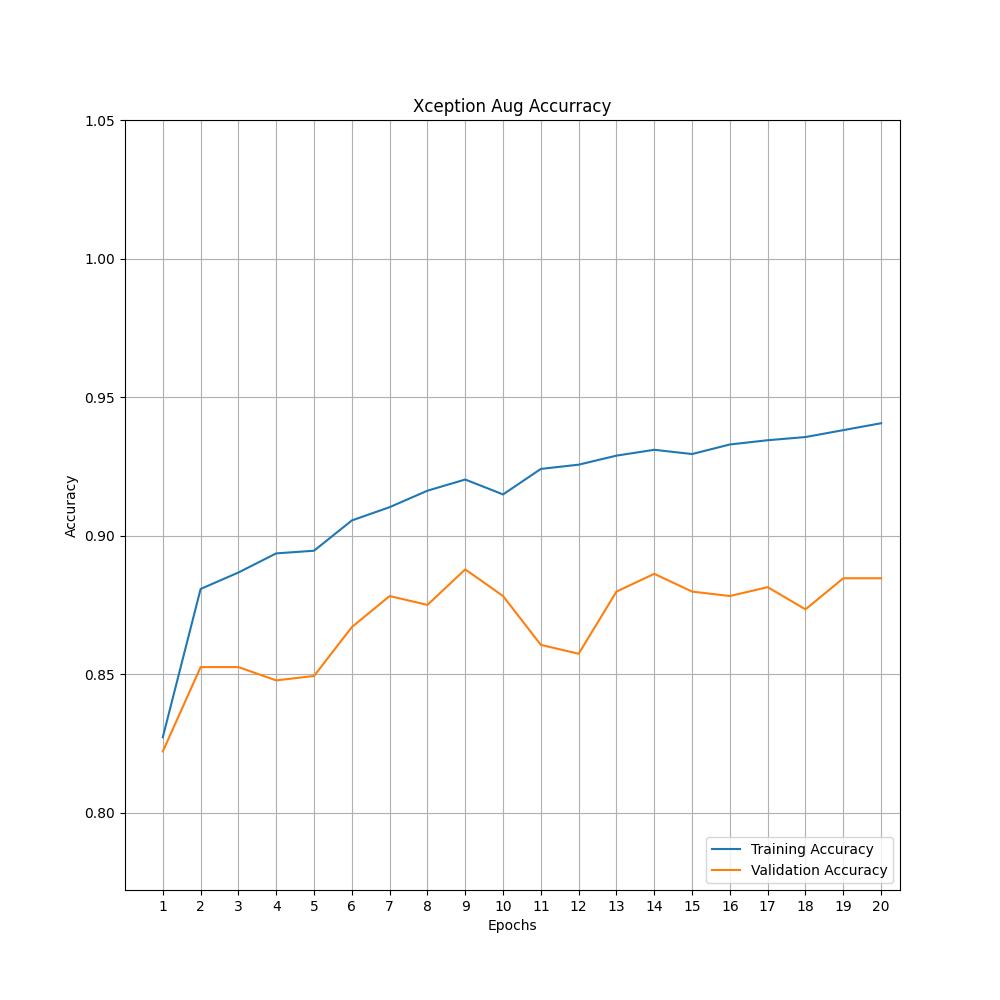 Xception Aug Accurracy
1.05
1.00
0.95
0.90
0.85
0.80
Accuracy
1 2 3 4 5 6 7 8 9 10 11 12 13 14 15 16 17 18 19 20
Epochs
Training Accuracy
Validation Accuracy